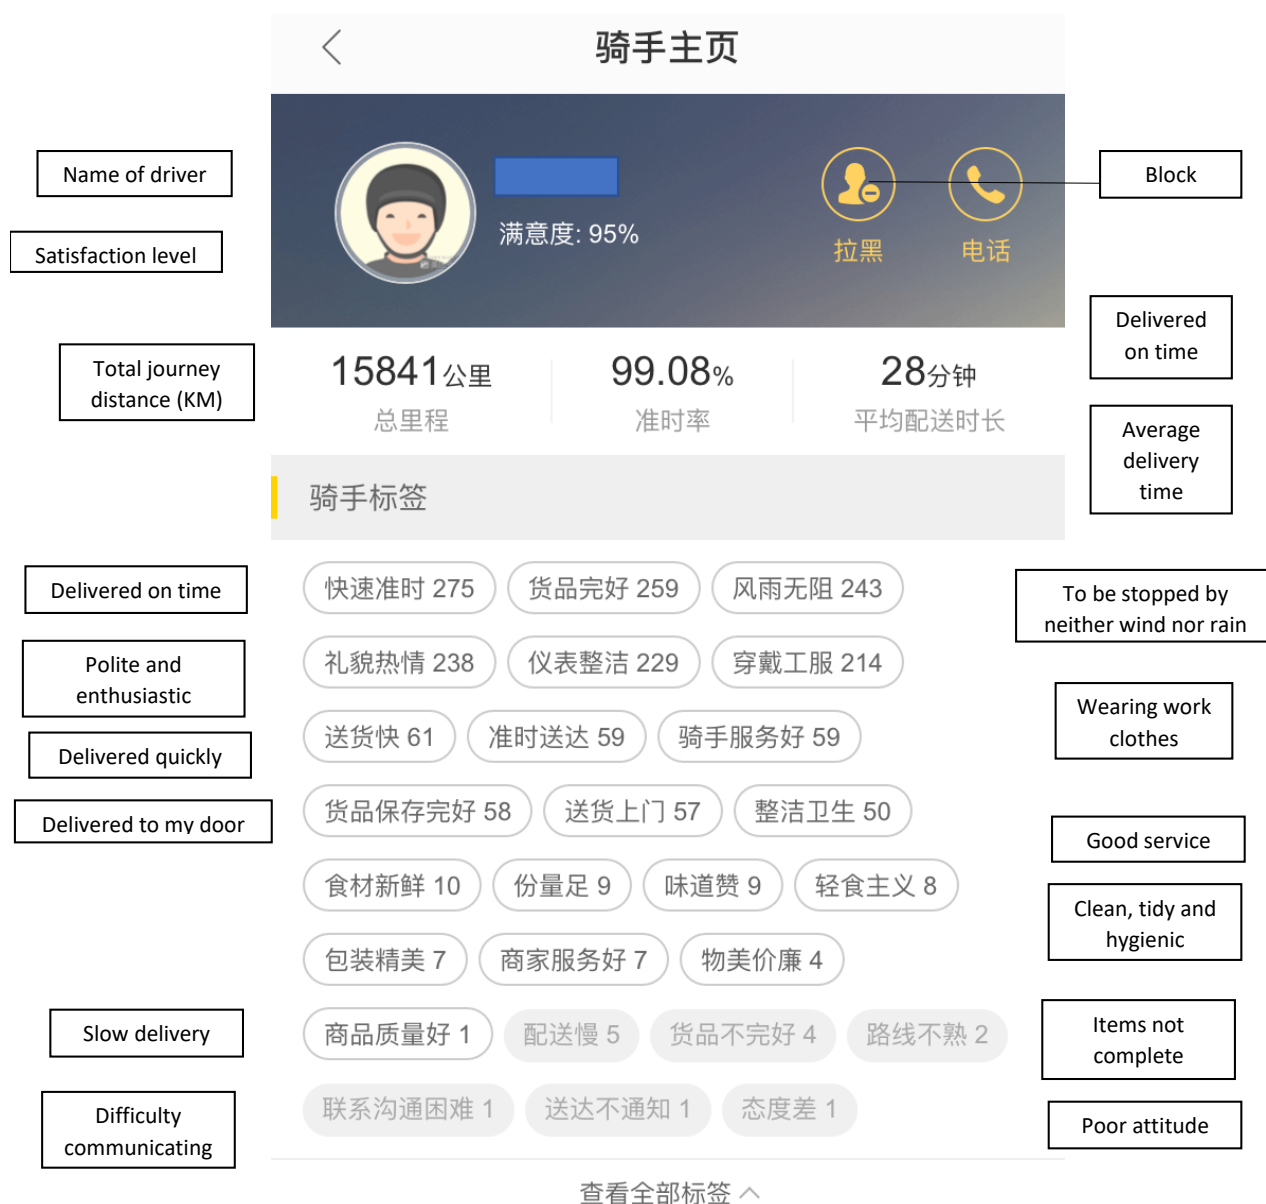 骑手主页
Name of driver
Block
满意度: 95%
Satisfaction level
拉黑
电话
Delivered
on time
Total journey
distance (KM)
15841公里
99.08%
28分钟
总里程
准时率
平均配送时长
Average
delivery
time
骑手标签
Delivered on time
快速准时 275
货品完好 259
风雨无阻 243
To be stopped by
neither wind nor rain
Polite and
enthusiastic
礼貌热情 238
仪表整洁 229
穿戴工服 214
Wearing work
clothes
Delivered quickly
送货快 61
准时送达 59
骑手服务好 59
Delivered to my door
货品保存完好 58
送货上门 57
整洁卫生 50
Good service
食材新鲜 10
份量足 9
味道赞 9
轻食主义 8
Clean, tidy and
hygienic
包装精美 7
商家服务好 7
物美价廉 4
Slow delivery
商品质量好 1
配送慢 5
货品不完好 4
路线不熟 2
Items not
complete
Difficulty
communicating
联系沟通困难 1
送达不通知 1
态度差 1
Poor attitude
查看全部标签